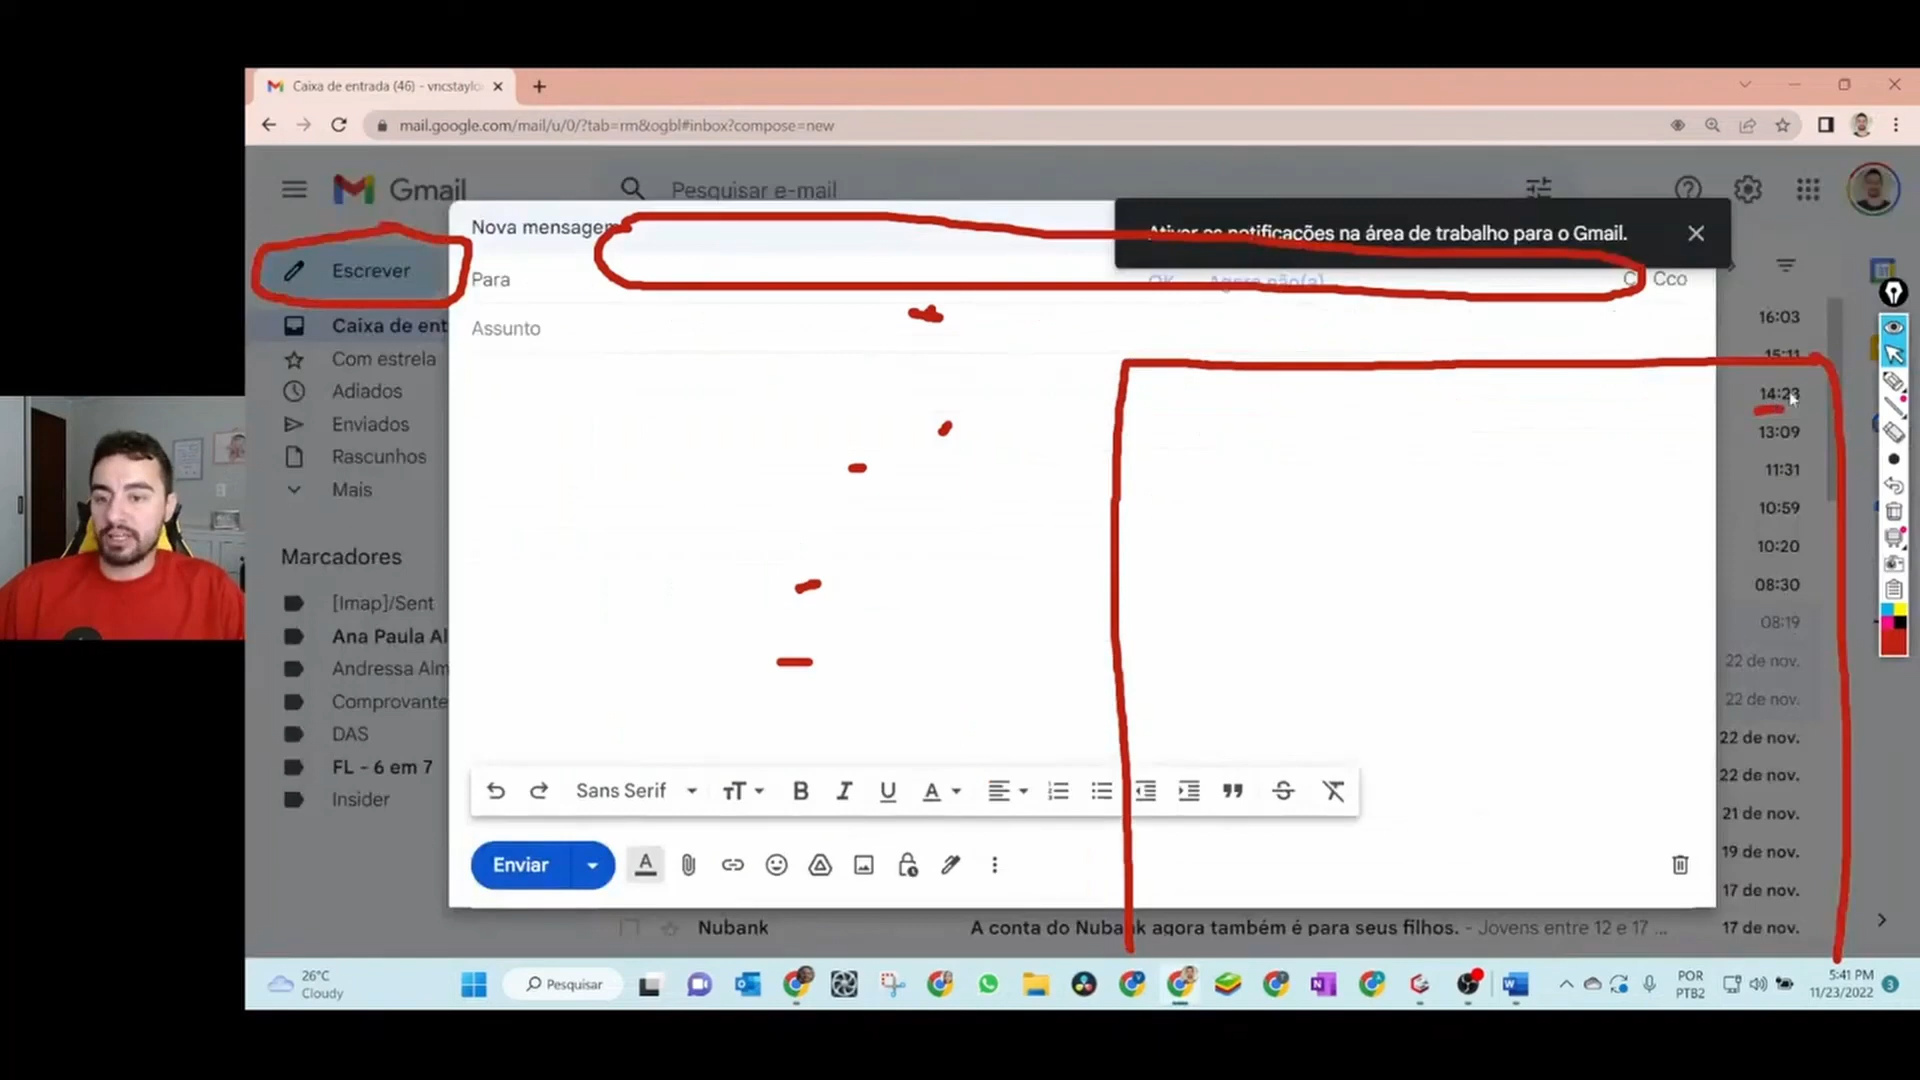 Caixa de entrada (46) - vncstaylo
mail.google.com/mail/u/0/?tab=rm&ogbl#inbox?compose=new
Gmail
Pesquisar e-mail
Nova mensagem
Ativar as notificações na área de trabalho para o Gmail.
OK Agora não(a)
Escrever
Para
Cco
Assunto
Caixa de ent
Com estrela
Adiados
Enviados
Rascunhos
Mais
Marcadores
[Imap]/Sent
Ana Paula Al
Andressa Alm
Comprovante
DAS
FL - 6 em 7
Insider
16:03
15:11
14:23
13:09
11:31
10:59
10:20
08:30
08:19
22 de nov.
22 de nov.
22 de nov.
22 de nov.
21 de nov.
19 de nov.
17 de nov.
17 de nov.
Sans Serif
Enviar
Nubank
A conta do Nubank agora também é para seus filhos. - Jovens entre 12 e 17 ...
26°C
Cloudy
Pesquisar
POR
PTB2
5:41 PM
11/23/2022
3